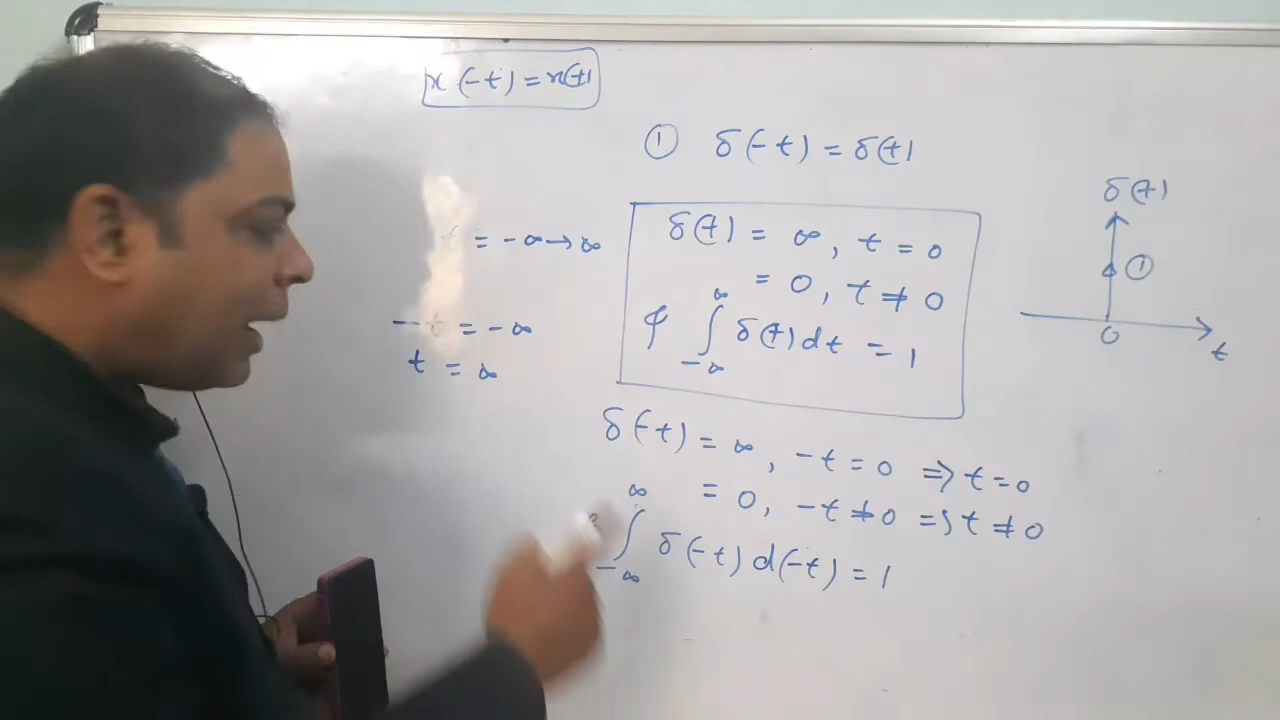 x(-t) = x(t)
① δ(-t) = δ(t)
δ(t)
= -∞ → ∞
δ(t) = ∞, t = 0
= 0, t ≠ 0
①
-t = -∞
& ∫_{-∞}^{∞} δ(t) dt = 1
0
t
t = ∞
δ(-t) = ∞, -t = 0 ⇒ t = 0
= 0, -t ≠ 0 ⇒ t ≠ 0
∫_{-∞}^{∞} δ(-t) d(-t) = 1